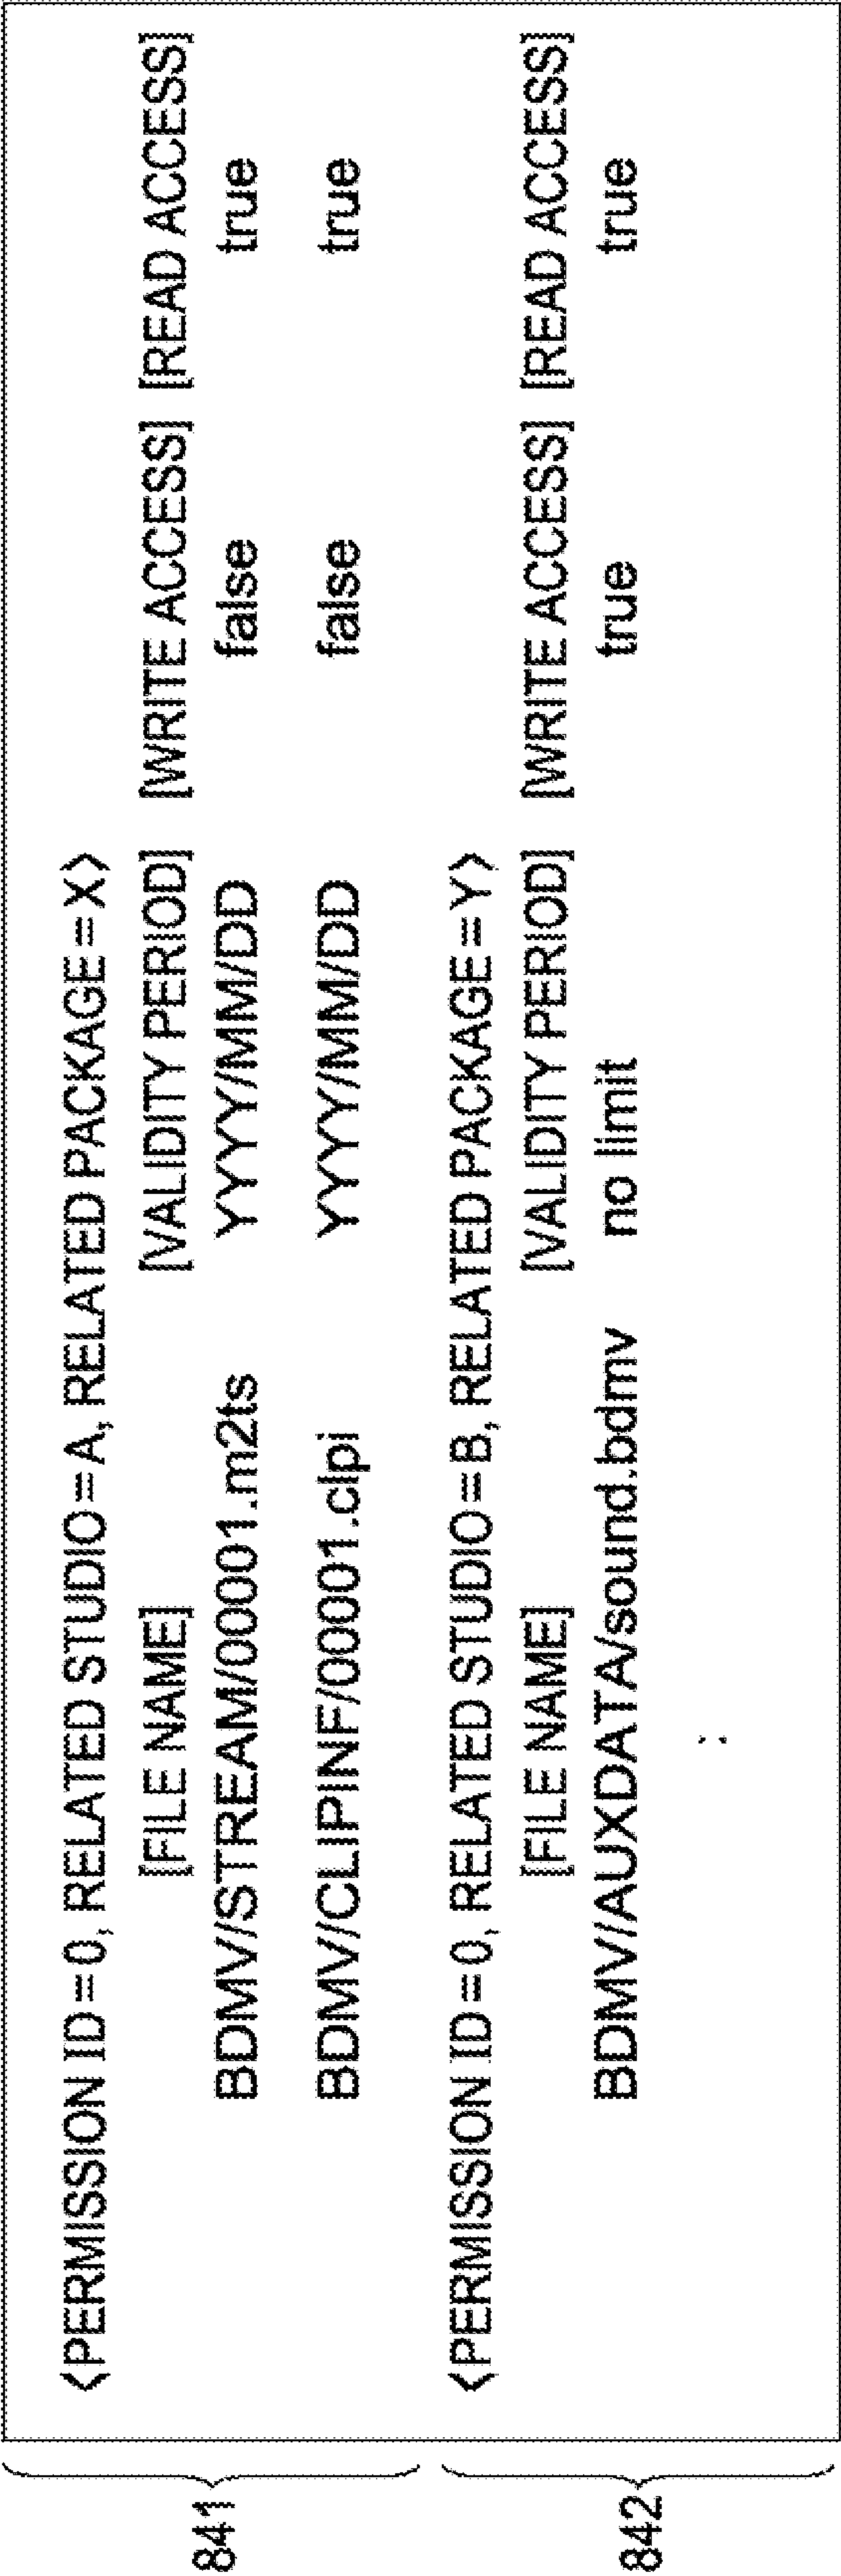 841
<PERMISSION ID=0, RELATED STUDIO=A, RELATED PACKAGE=X>
[FILE NAME] [VALIDITY PERIOD] [WRITE ACCESS] [READ ACCESS]
BDMV/STREAM/00001.m2ts YYYY/MM/DD false true
BDMV/CLIPINF/00001.clpi YYYY/MM/DD false true
842
<PERMISSION ID=0, RELATED STUDIO=B, RELATED PACKAGE=Y>
[FILE NAME] [VALIDITY PERIOD] [WRITE ACCESS] [READ ACCESS]
BDMV/AUXDATA/sound.bdmv no limit true true
: